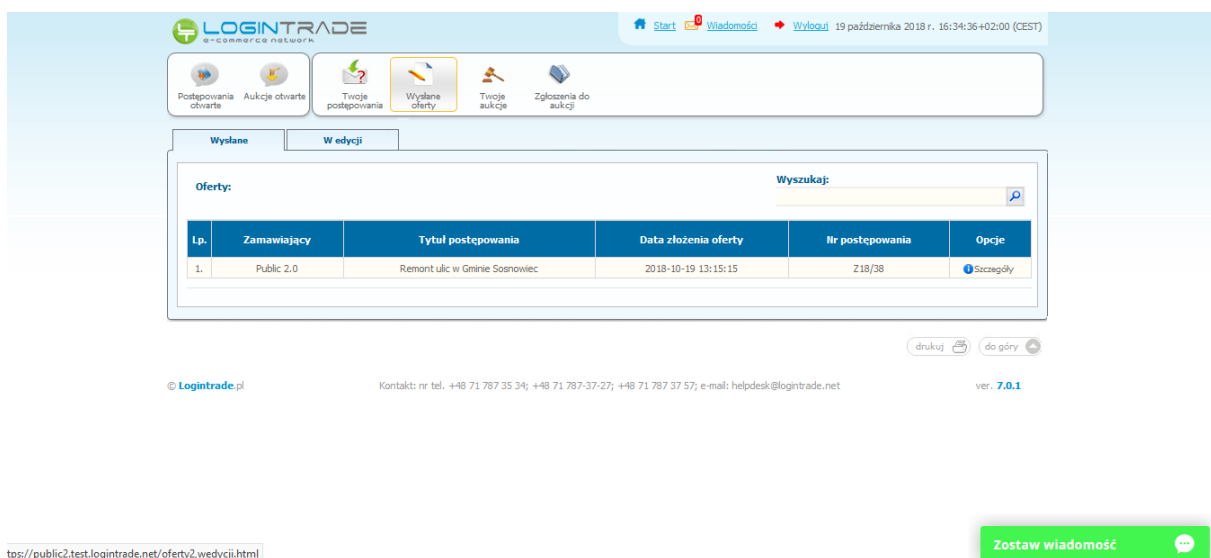 LOGINTRADE
e-commerce network
Start 0 Wiadomości Wyloguj 19 października 2018 r. 16:34:36+02:00 (CEST)
Postępowania otwarte
Aukcje otwarte
Twoje postępowania
Wysłane oferty
Twoje aukcje
Zgłoszenia do aukcji
Wysłane W edycji
Oferty:
Wyszukaj:
Lp. Zamawiający Tytuł postępowania Data złożenia oferty Nr postępowania Opcje
1. Public 2.0 Remont ulic w Gminie Sosnowiec 2018-10-19 13:15:15 Z18/38 Szczegóły
drukuj do góry
© Logintrade.pl Kontakt: nr tel. +48 71 787 35 34; +48 71 787-37-27; +48 71 787 37 57; e-mail: helpdesk@logintrade.net ver. 7.0.1
Zostaw wiadomość
tps://public2.test.logintrade.net/oferty2,wedycji.html